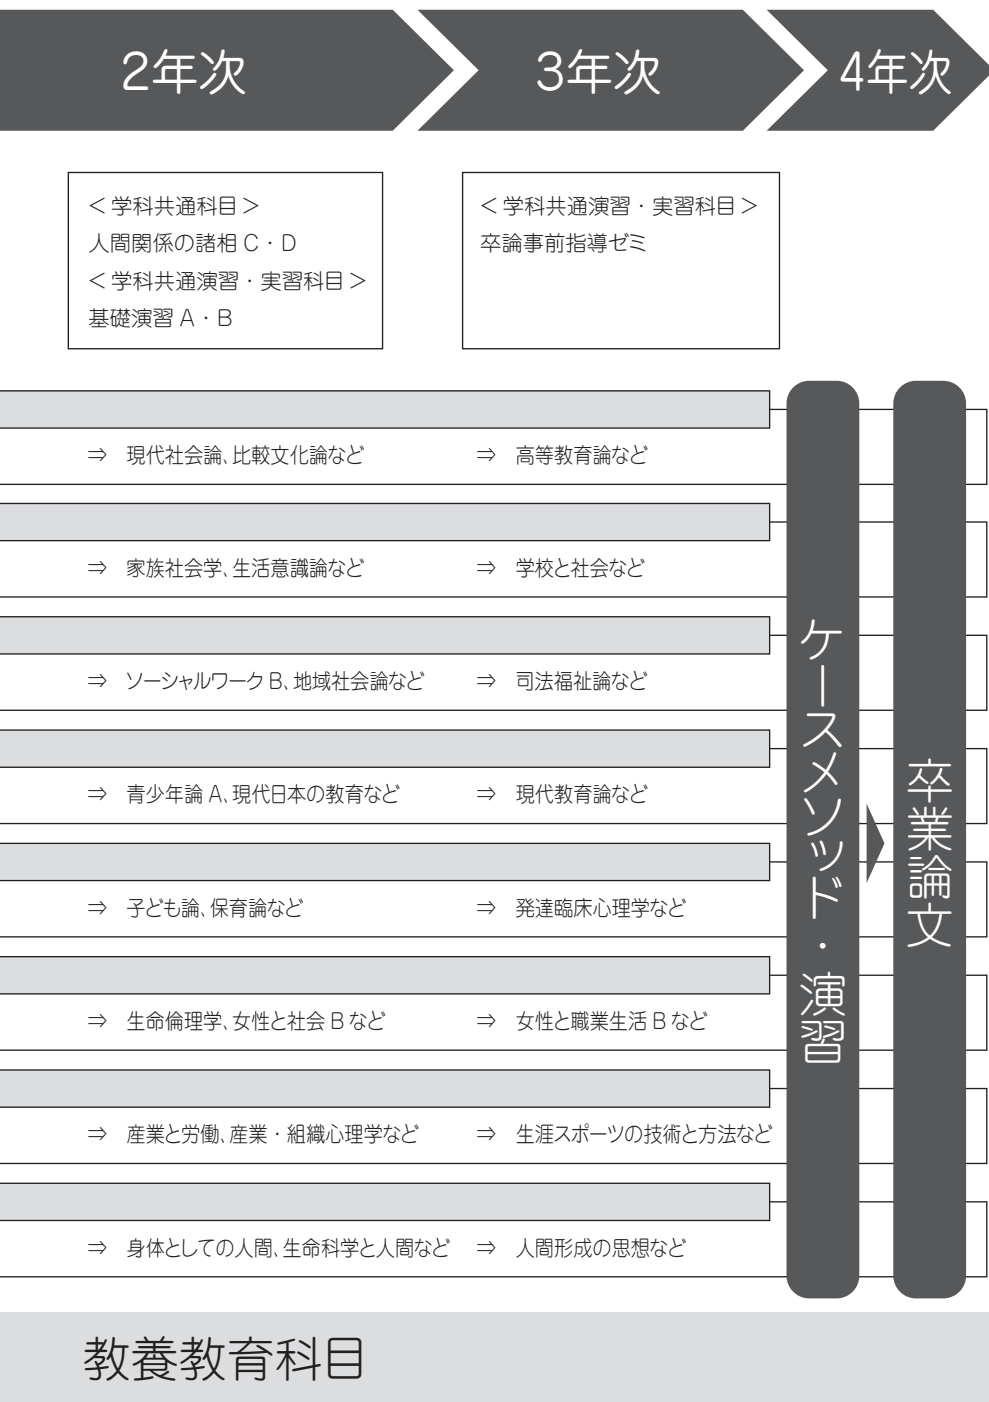 2年次
3年次
4年次
＜学科共通科目＞
人間関係の諸相 C・D
＜学科共通演習・実習科目＞
基礎演習 A・B
＜学科共通演習・実習科目＞
卒論事前指導ゼミ
⇒ 現代社会論、比較文化論など
⇒ 高等教育論など
⇒ 家族社会学、生活意識論など
⇒ 学校と社会など
⇒ ソーシャルワーク B、地域社会論など
⇒ 司法福祉論など
⇒ 青少年論 A、現代日本の教育など
⇒ 現代教育論など
⇒ 子ども論、保育論など
⇒ 発達臨床心理学など
⇒ 生命倫理学、女性と社会 B など
⇒ 女性と職業生活 B など
⇒ 産業と労働、産業・組織心理学など
⇒ 生涯スポーツの技術と方法など
⇒ 身体としての人間、生命科学と人間など
⇒ 人間形成の思想など
ケースメソッド・演習
卒業論文
教養教育科目